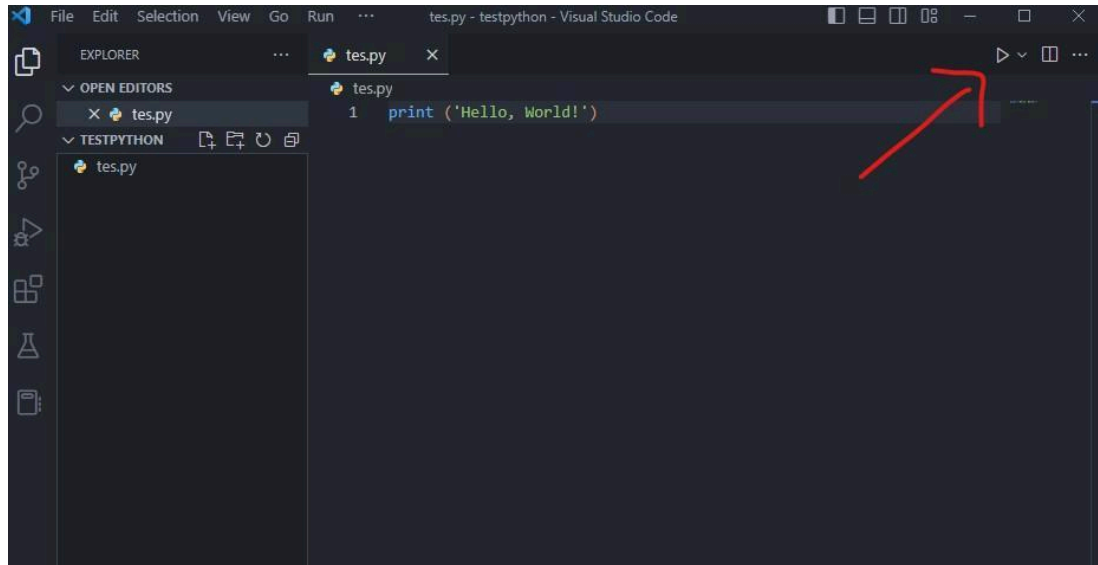 File Edit Selection View Go Run ··· tes.py - testpython - Visual Studio Code
EXPLORER ···
tes.py
OPEN EDITORS
tes.py
TESTPYTHON
tes.py
tes.py
1 print ('Hello, World!')